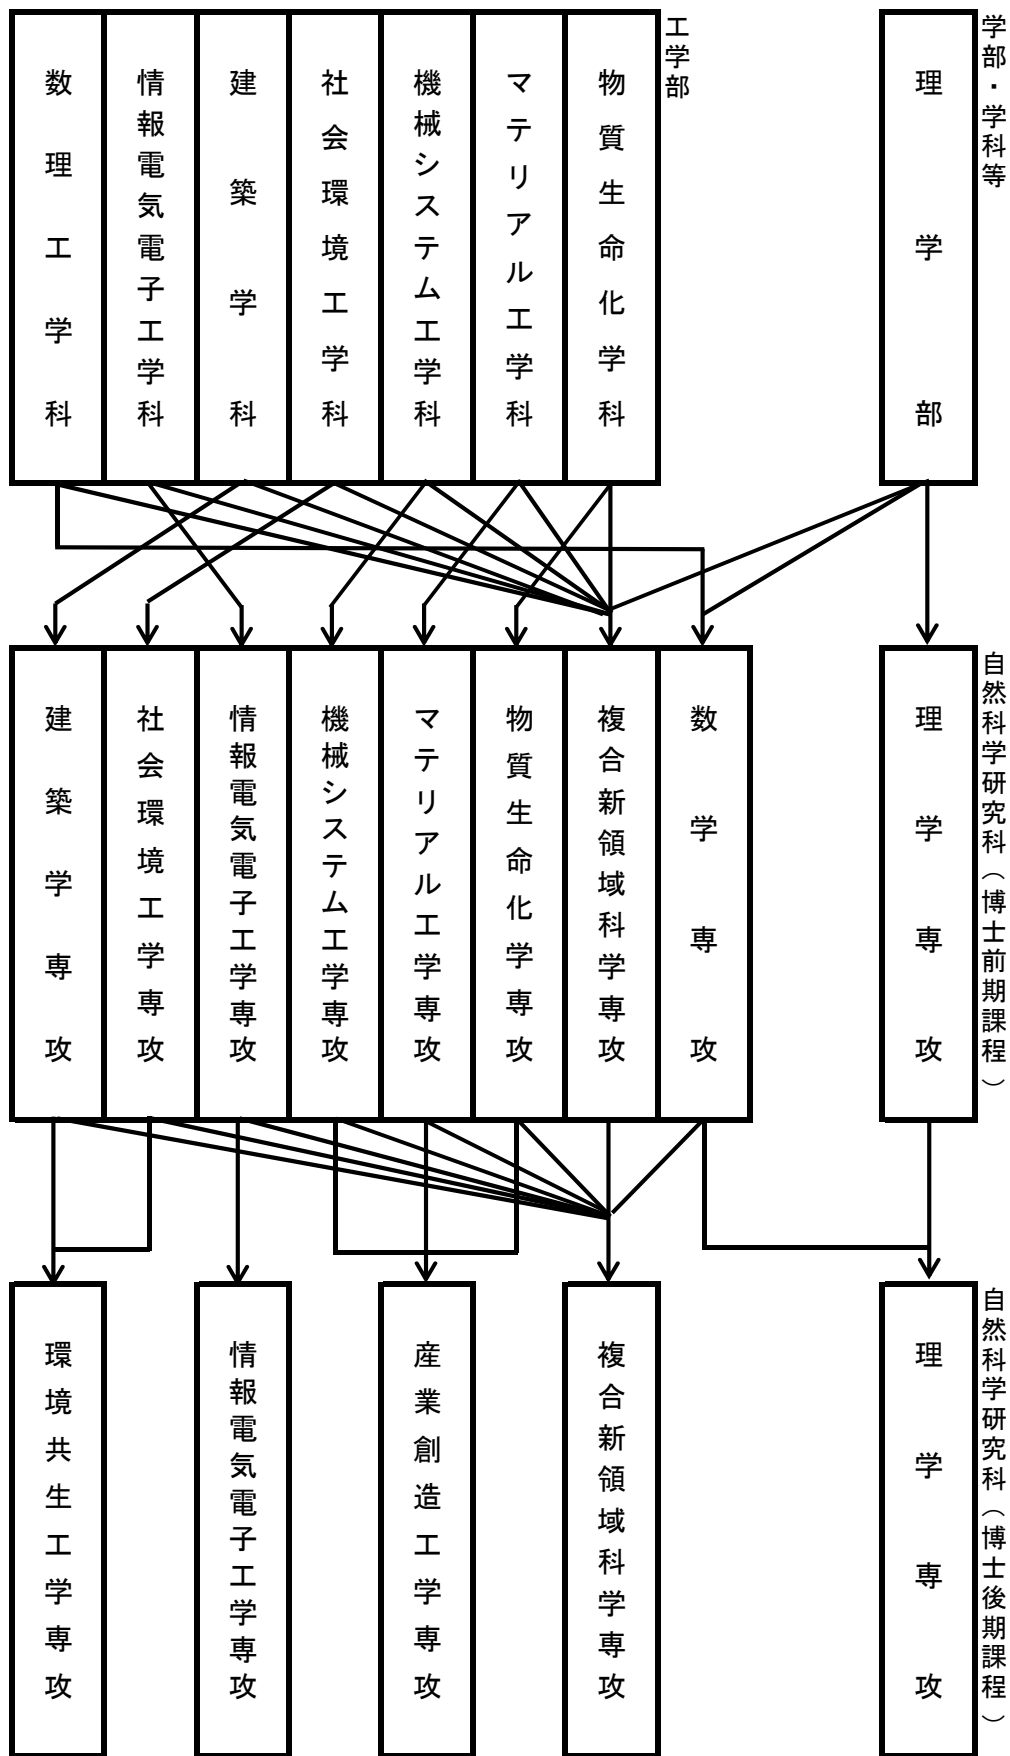 学部・学科等
理学部
工学部
物質生命化学科
マテリアル工学科
機械システム工学科
社会環境工学科
建築学科
情報電気電子工学科
数理工学科
自然科学研究科（博士前期課程）
理学専攻
数学専攻
複合新領域科学専攻
物質生命化学専攻
マテリアル工学専攻
機械システム工学専攻
情報電気電子工学専攻
社会環境工学専攻
建築学専攻
自然科学研究科（博士後期課程）
理学専攻
複合新領域科学専攻
産業創造工学専攻
情報電気電子工学専攻
環境共生工学専攻